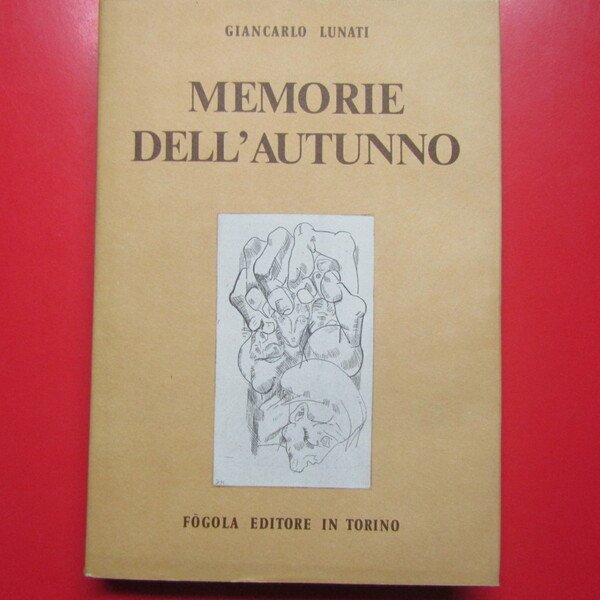 GIANCARLO LUNATI
MEMORIE
DELL'AUTUNNO
FÒGOLA EDITORE IN TORINO